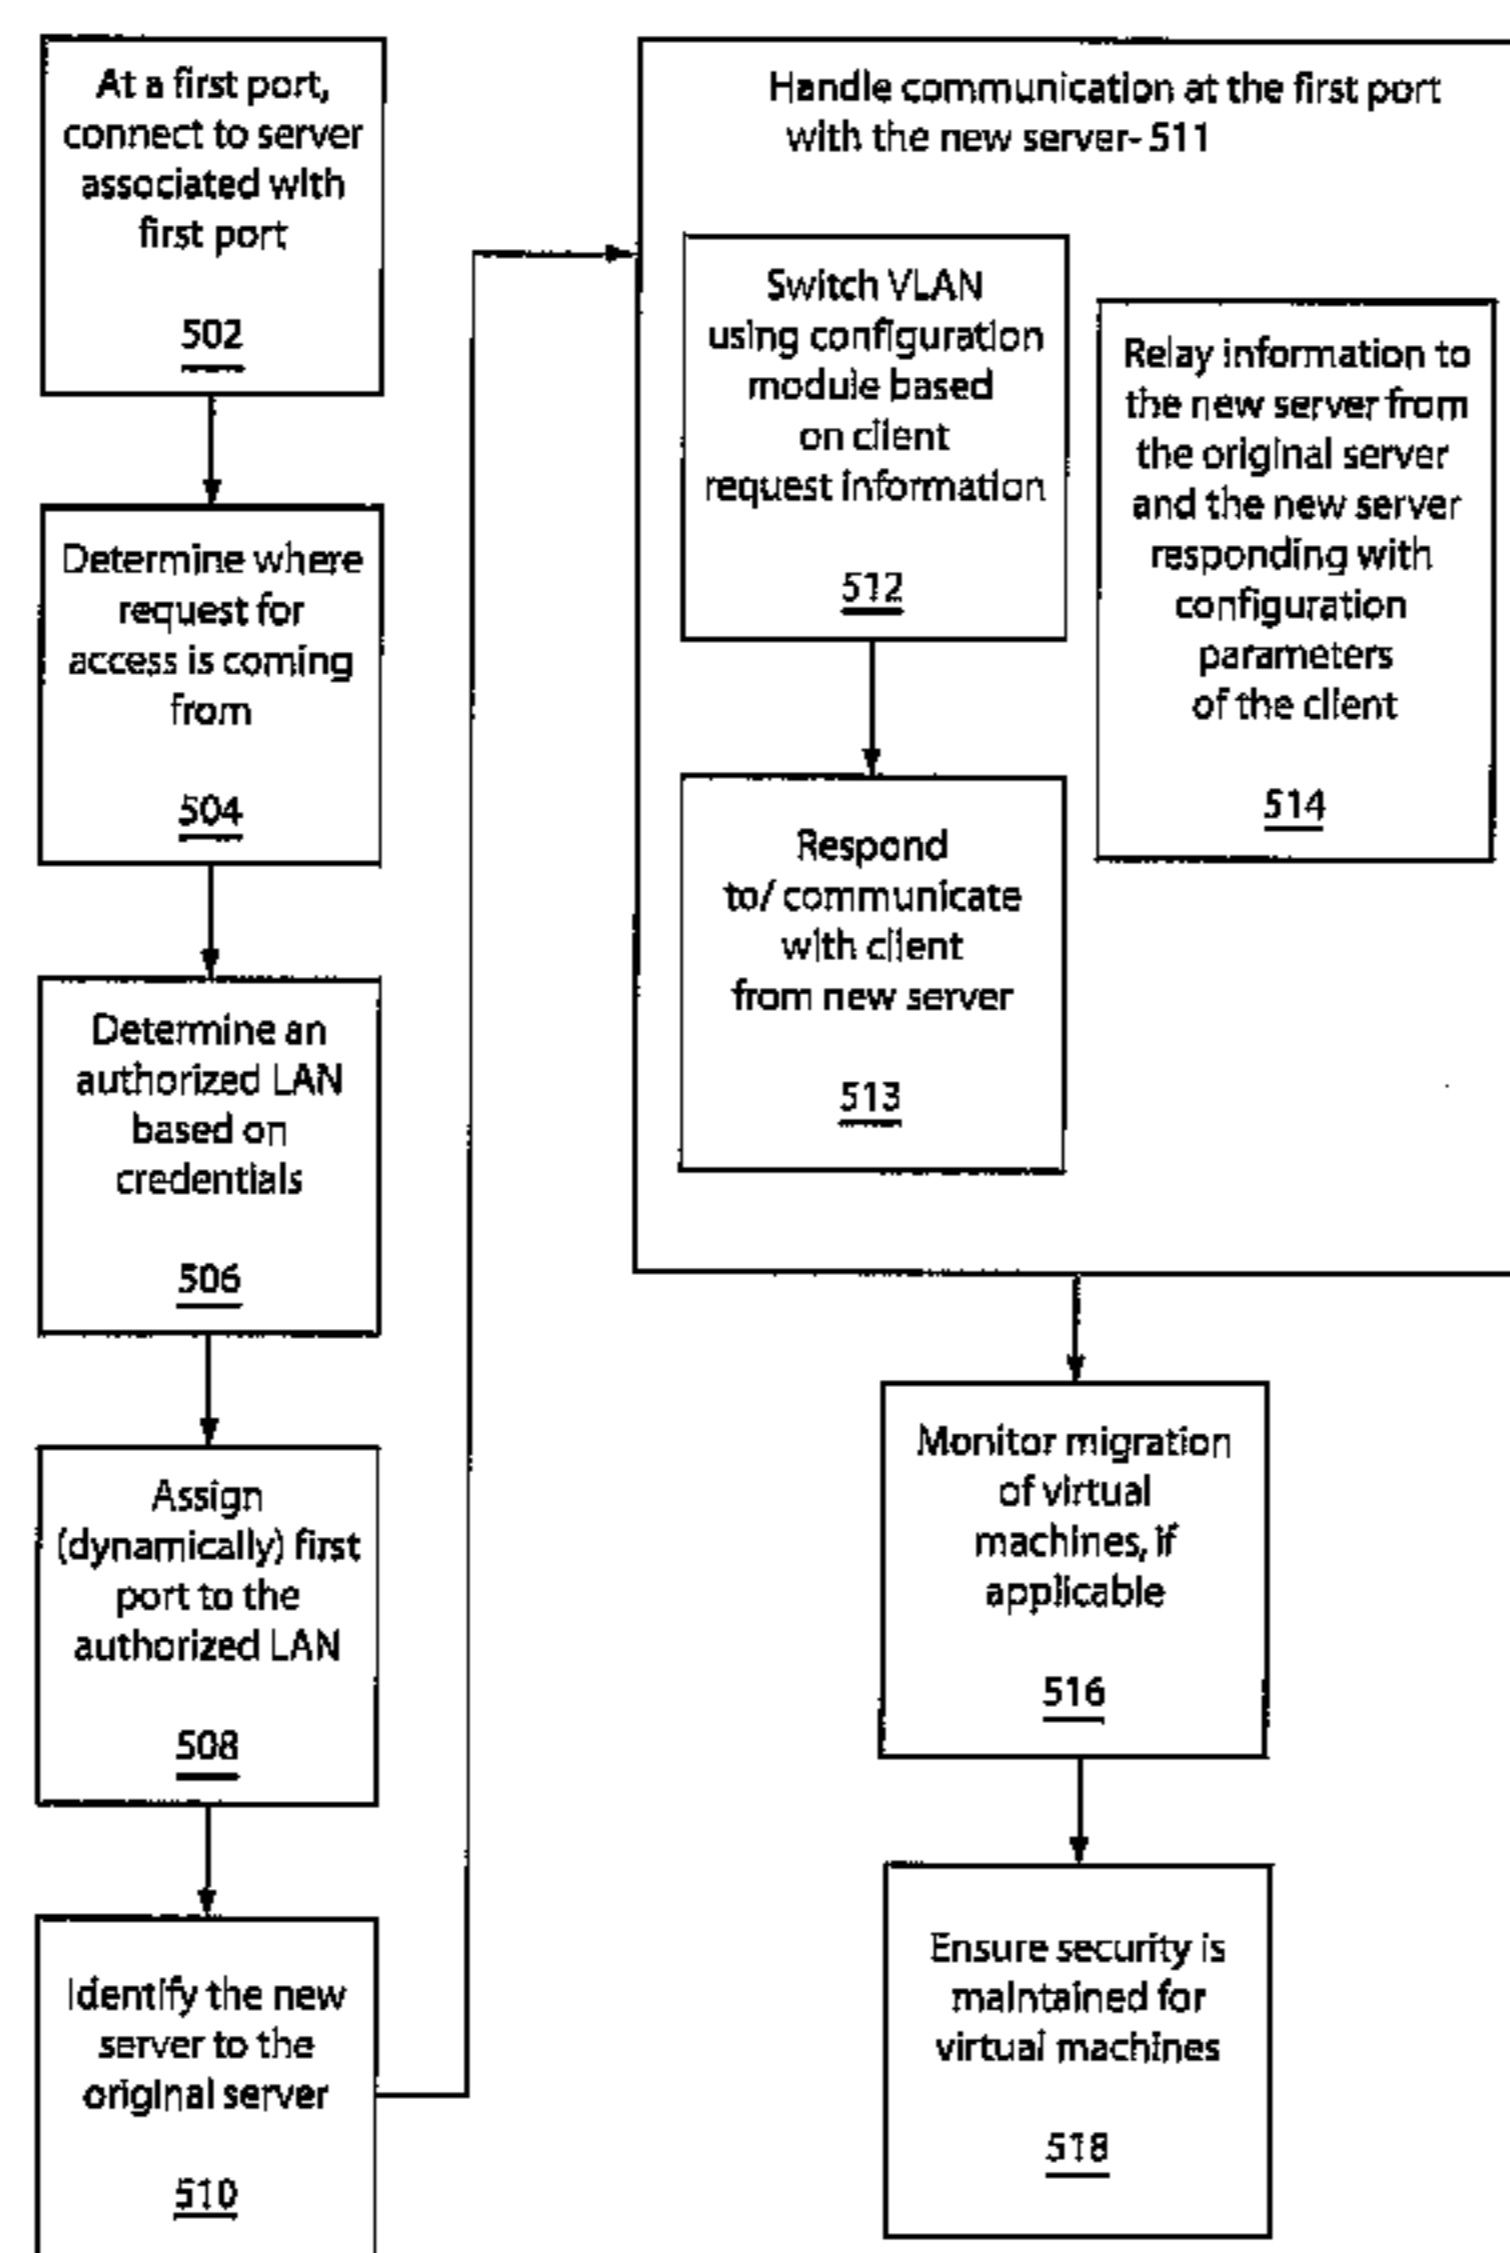 At a first port,
connect to server
associated with
first port
502
Determine where
request for
access is coming
from
504
Determine an
authorized LAN
based on
credentials
506
Assign
(dynamically) first
port to the
authorized LAN
508
Identify the new
server to the
original server
510
Handle communication at the first port
with the new server- 511
Switch VLAN
using configuration
module based
on client
request information
512
Respond
to/ communicate
with client
from new server
513
Relay information to
the new server from
the original server
and the new server
responding with
configuration
parameters
of the client
514
Monitor migration
of virtual
machines, if
applicable
516
Ensure security is
maintained for
virtual machines
518